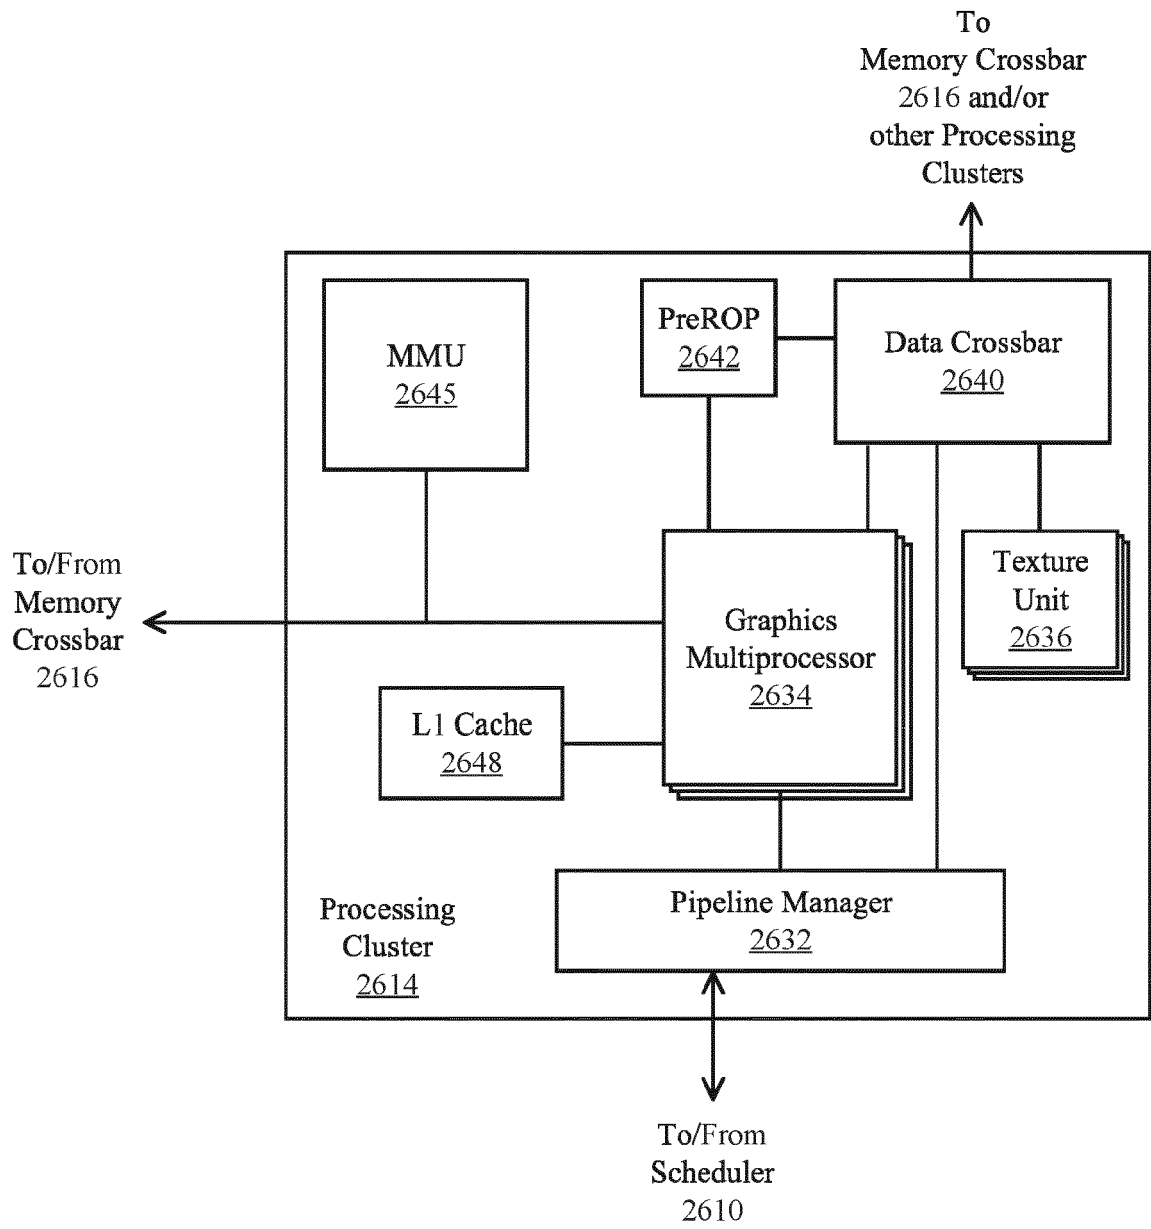 To
Memory Crossbar
2616 and/or
other Processing
Clusters
MMU
2645
PreROP
2642
Data Crossbar
2640
To/From
Memory
Crossbar
2616
Graphics
Multiprocessor
2634
Texture
Unit
2636
L1 Cache
2648
Pipeline Manager
2632
Processing
Cluster
2614
To/From
Scheduler
2610